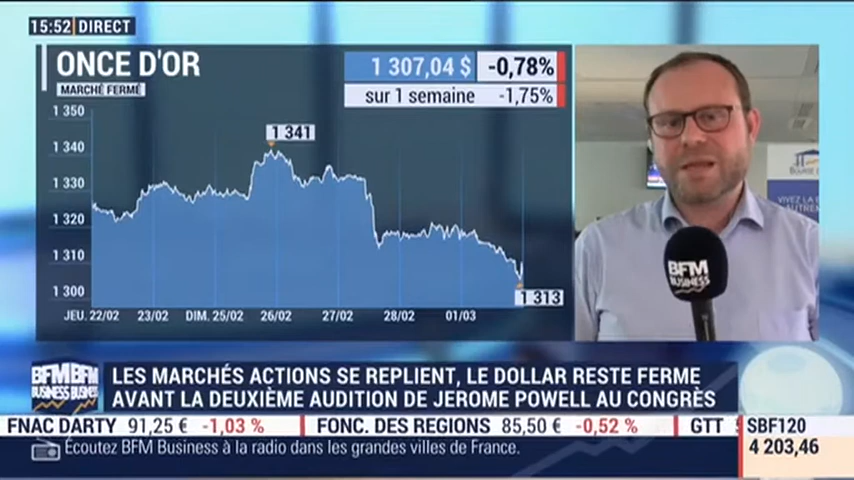 15:52 DIRECT
ONCE D'OR
MARCHÉ FERMÉ
1 307,04 $ -0,78%
sur 1 semaine -1,75%
1 350
1 340
1 330
1 320
1 310
1 300
1 341
1 313
JEU. 22/02 23/02 DIM. 25/02 26/02 27/02 28/02 01/03
BFM
BUSINESS
BFM BFM
BUSINESS BUSINESS
LES MARCHÉS ACTIONS SE REPLIENT, LE DOLLAR RESTE FERME
AVANT LA DEUXIÈME AUDITION DE JEROME POWELL AU CONGRÈS
FNAC DARTY 91,25 € -1,03 % FONC. DES REGIONS 85,50 € -0,52 % GTT
SBF120
4 203,46
Écoutez BFM Business à la radio dans les grandes villes de France.